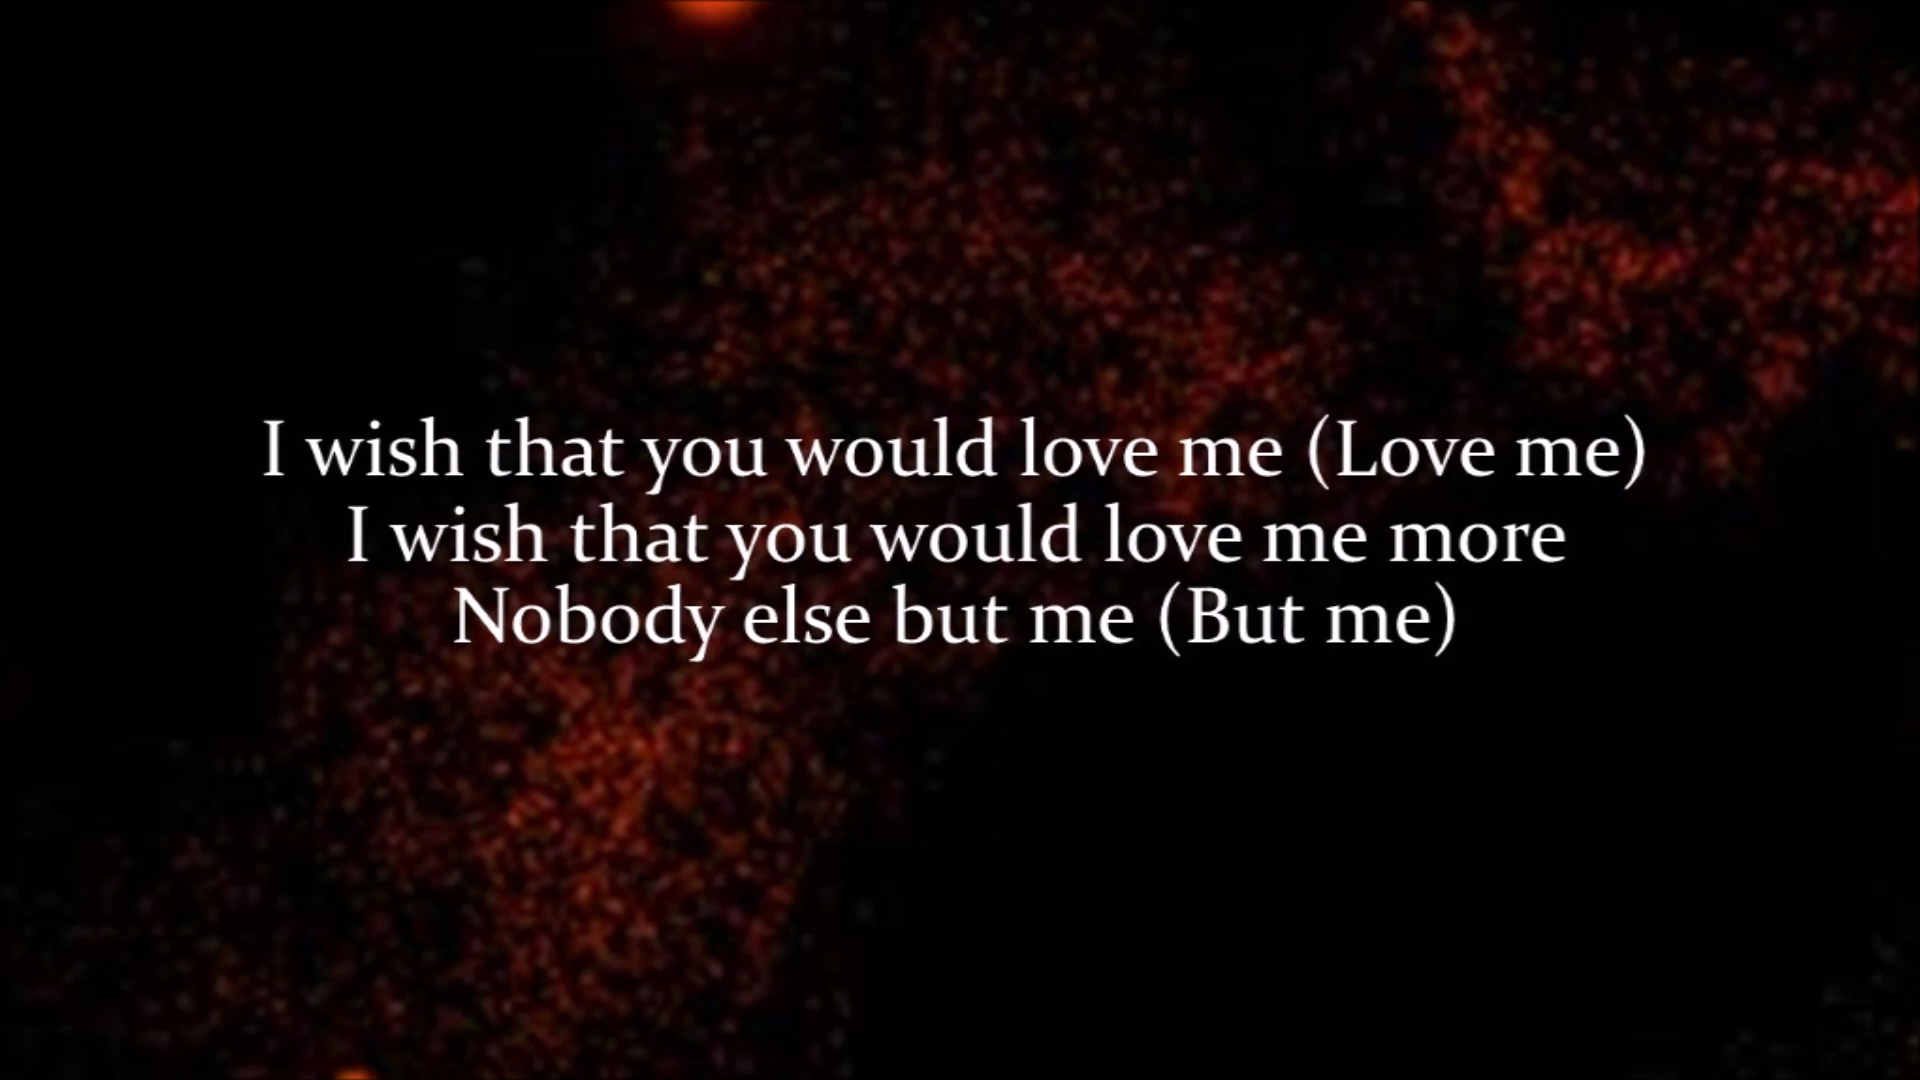 I wish that you would love me (Love me)
I wish that you would love me more
Nobody else but me (But me)